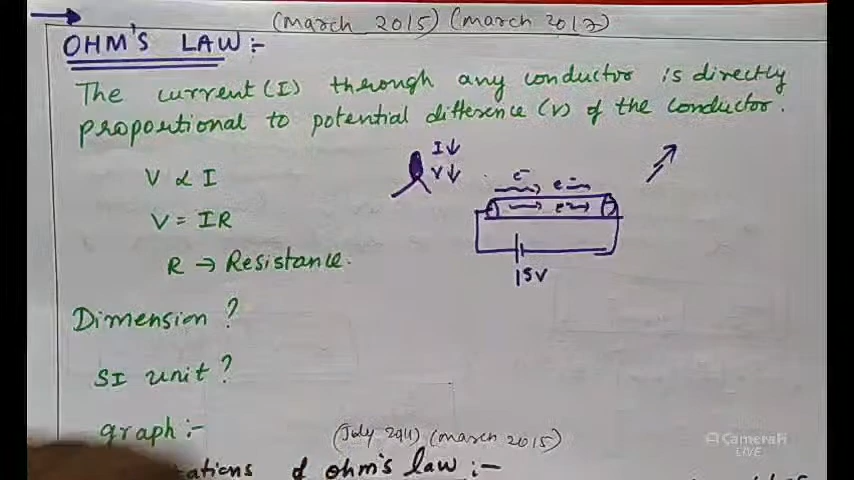 (March 2015) (March 2017)
OHM'S LAW :-
The current (I) through any conductor is directly
proportional to potential difference (V) of the conductor.
V ∝ I
V = IR
R → Resistance.
I↓
V↓
e⁻ e⁻
e⁻ e⁻
15V
Dimension ?
SI unit ?
graph :-
(July 2011) (March 2015)
tations of ohm's law :-
CameraFi
LIVE